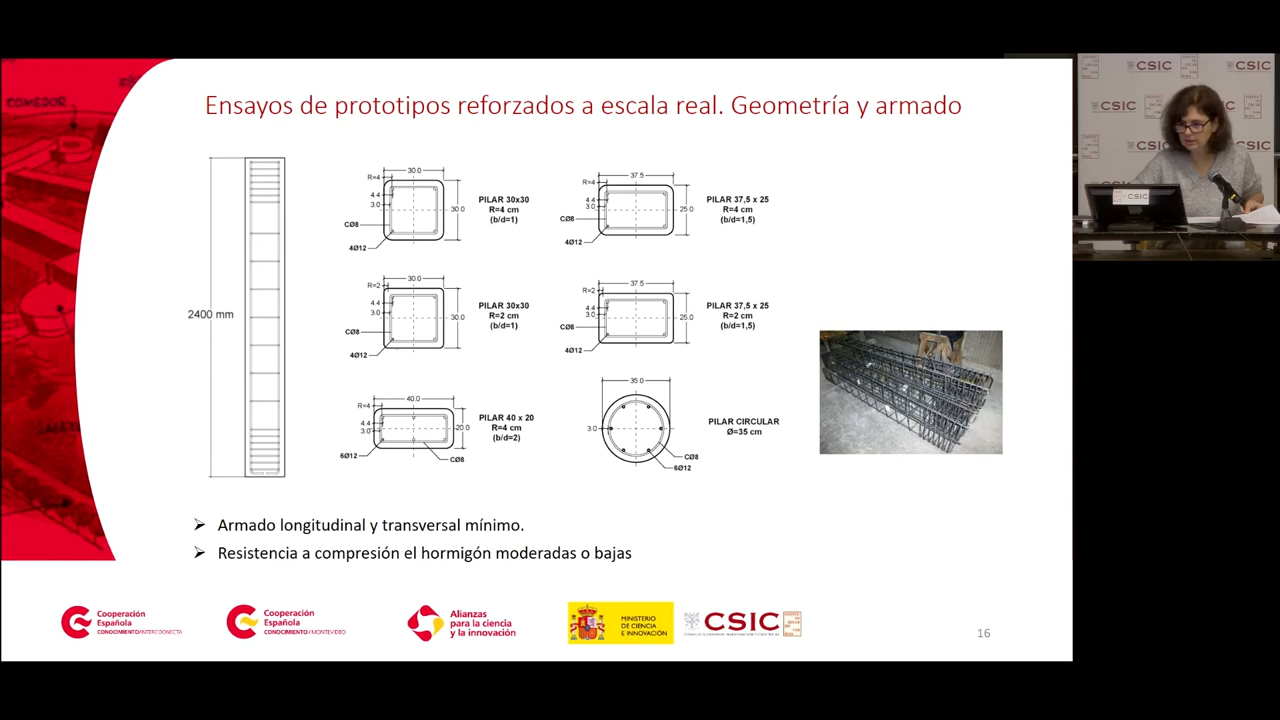 Ensayos de prototipos reforzados a escala real. Geometría y armado
2400 mm
30.0
R=4
4.4
3.0
30.0
CØ8
4Ø12
PILAR 30x30
R=4 cm
(b/d=1)
37.5
R=4
4.4
3.0
25.0
CØ8
4Ø12
PILAR 37,5 x 25
R=4 cm
(b/d=1,5)
30.0
R=2
4.4
3.0
30.0
CØ8
4Ø12
PILAR 30x30
R=2 cm
(b/d=1)
37.5
R=2
4.4
3.0
25.0
CØ8
4Ø12
PILAR 37,5 x 25
R=2 cm
(b/d=1,5)
40.0
R=4
4.4
3.0
20.0
6Ø12
CØ8
PILAR 40 x 20
R=4 cm
(b/d=2)
35.0
3.0
CØ8
6Ø12
PILAR CIRCULAR
Ø=35 cm
➢ Armado longitudinal y transversal mínimo.
➢ Resistencia a compresión el hormigón moderadas o bajas
Cooperación
Española
CONOCIMIENTO/INTERCOONECTA
Cooperación
Española
CONOCIMIENTO/MONTEVIDEO
Alianzas
para la ciencia
y la innovación
MINISTERIO
DE CIENCIA
E INNOVACIÓN
CSIC
16
COMEDOR
CSIC
CSIC
CSIC
CSIC
CSIC
CSIC